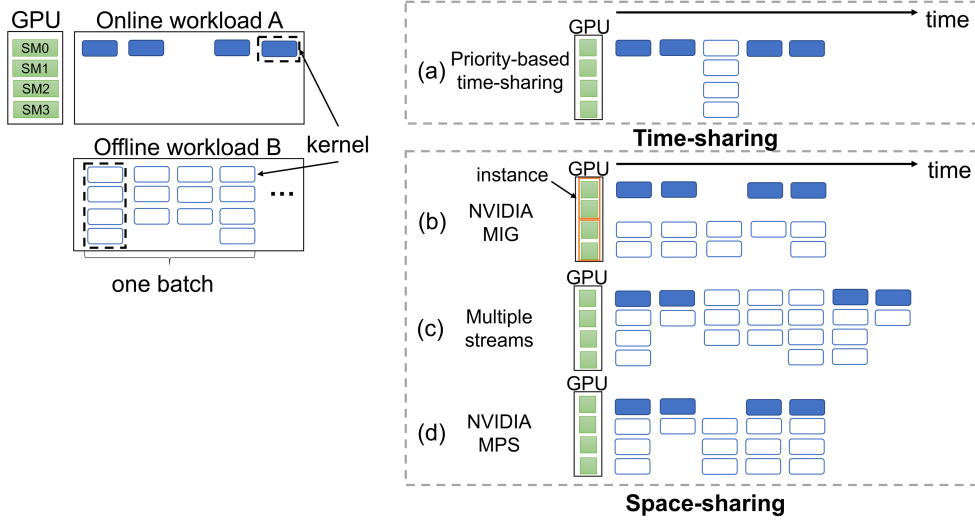 GPU
SM0
SM1
SM2
SM3
Online workload A
kernel
Offline workload B
...
one batch
time
GPU
(a)
Priority-based
time-sharing
Time-sharing
time
instance
GPU
(b)
NVIDIA
MIG
GPU
(c)
Multiple
streams
GPU
(d)
NVIDIA
MPS
Space-sharing